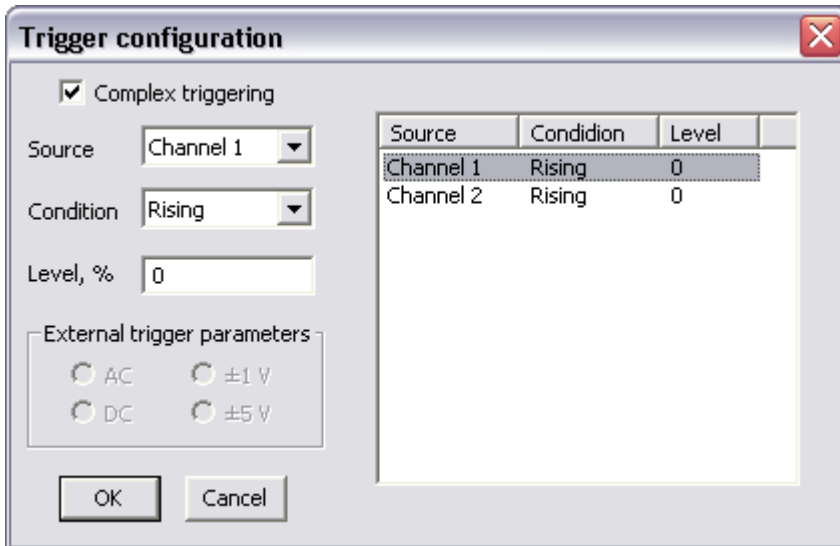 Trigger configuration
Complex triggering
Source Channel 1
Condition Rising
Level, % 0
External trigger parameters
AC ±1 V
DC ±5 V
OK Cancel
Source Condidion Level
Channel 1 Rising 0
Channel 2 Rising 0